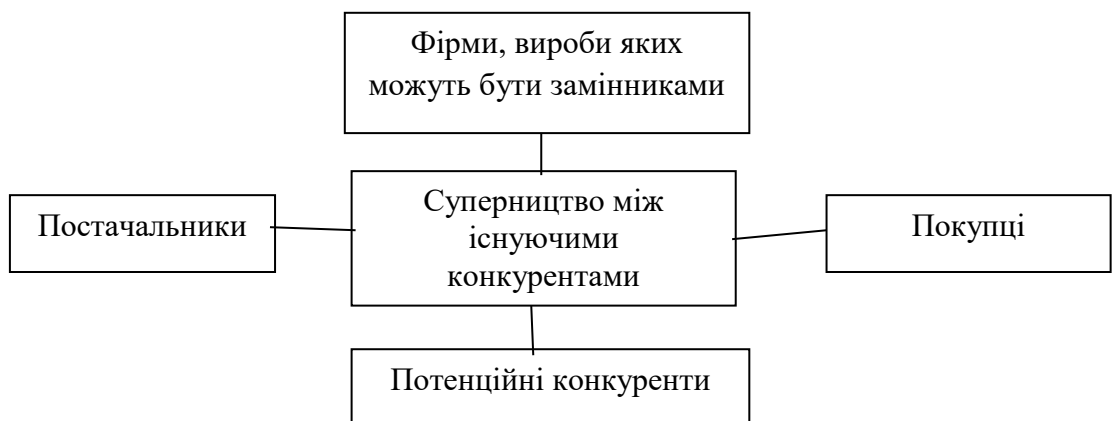 Фірми, вироби яких
можуть бути замінниками
Постачальники
Суперництво між
існуючими
конкурентами
Покупці
Потенційні конкуренти